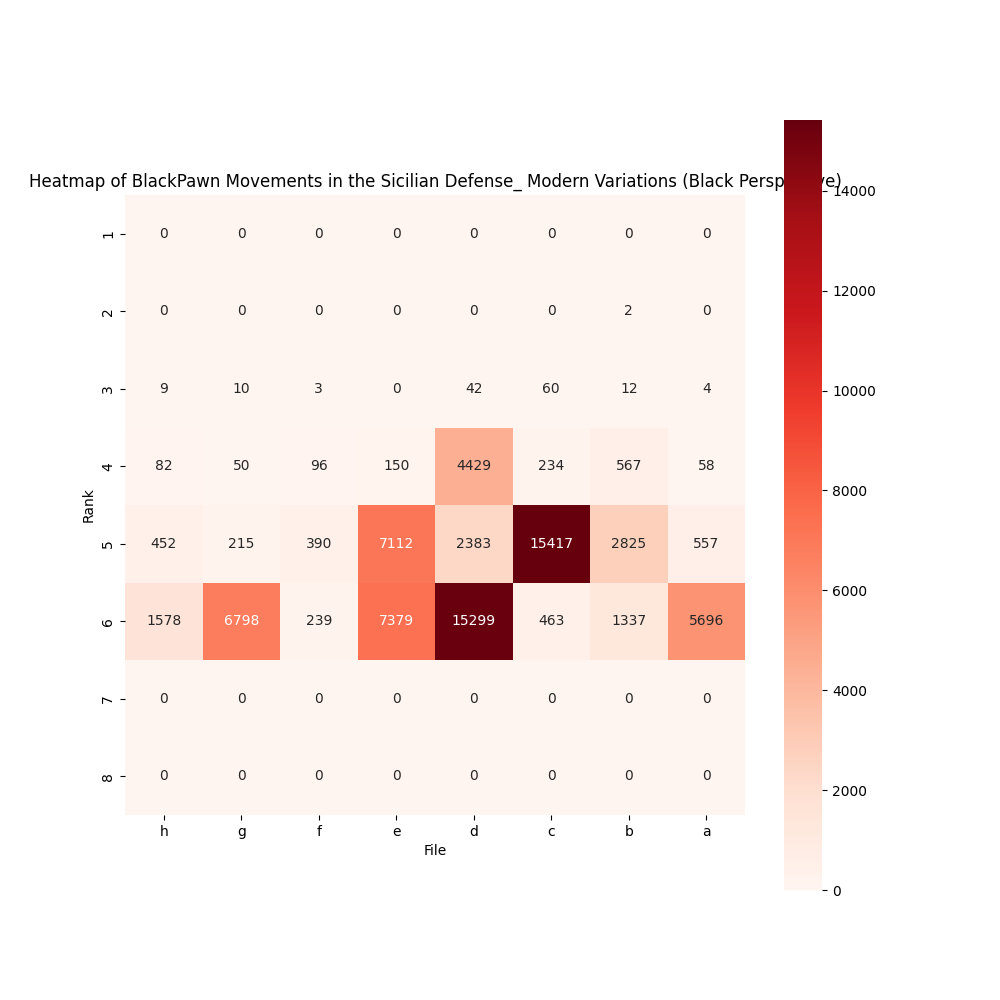 Heatmap of BlackPawn Movements in the Sicilian Defense_ Modern Variations (Black Perspective)
1 0 0 0 0 0 0 0 0
2 0 0 0 0 0 0 2 0
3 9 10 3 0 42 60 12 4
4 82 50 96 150 4429 234 567 58
5 452 215 390 7112 2383 15417 2825 557
6 1578 6798 239 7379 15299 463 1337 5696
7 0 0 0 0 0 0 0 0
8 0 0 0 0 0 0 0 0
Rank
h g f e d c b a
File
14000
12000
10000
8000
6000
4000
2000
0